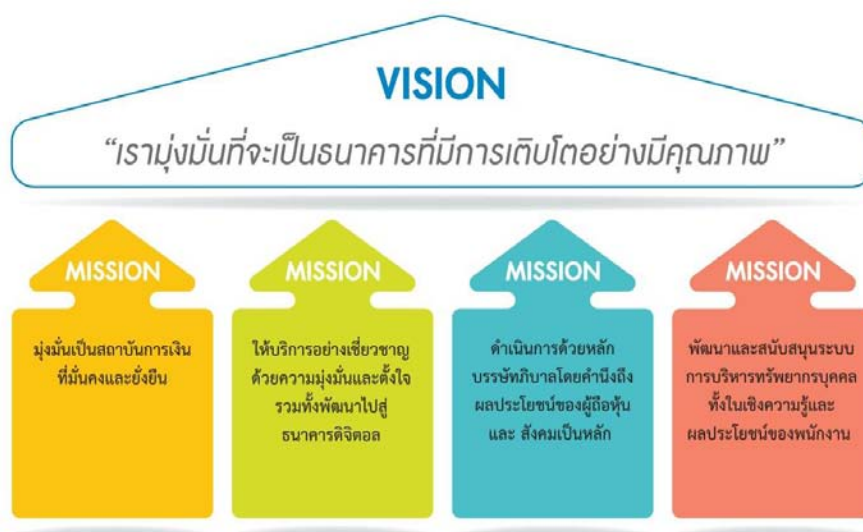 VISION
“เรามุ่งมั่นที่จะเป็นธนาคารที่มีการเติบโตอย่างมีคุณภาพ”
MISSION
มุ่งมั่นเป็นสถาบันการเงิน
ที่มั่นคงและยั่งยืน
MISSION
ให้บริการอย่างเชี่ยวชาญ
ด้วยความมุ่งมั่นและตั้งใจ
รวมทั้งพัฒนาไปสู่
ธนาคารดิจิตอล
MISSION
ดำเนินการด้วยหลัก
บรรษัทภิบาลโดยคำนึงถึง
ผลประโยชน์ของผู้ถือหุ้น
และ สังคมเป็นหลัก
MISSION
พัฒนาและสนับสนุนระบบ
การบริหารทรัพยากรบุคคล
ทั้งในเชิงความรู้และ
ผลประโยชน์ของพนักงาน